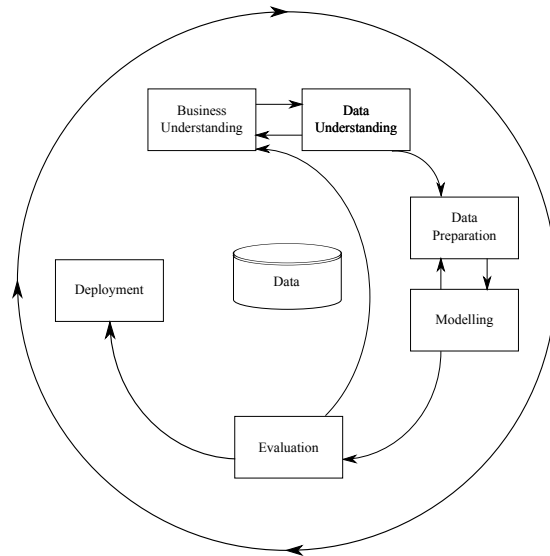 Business
Understanding
Data
Understanding
Data
Preparation
Data
Deployment
Modelling
Evaluation